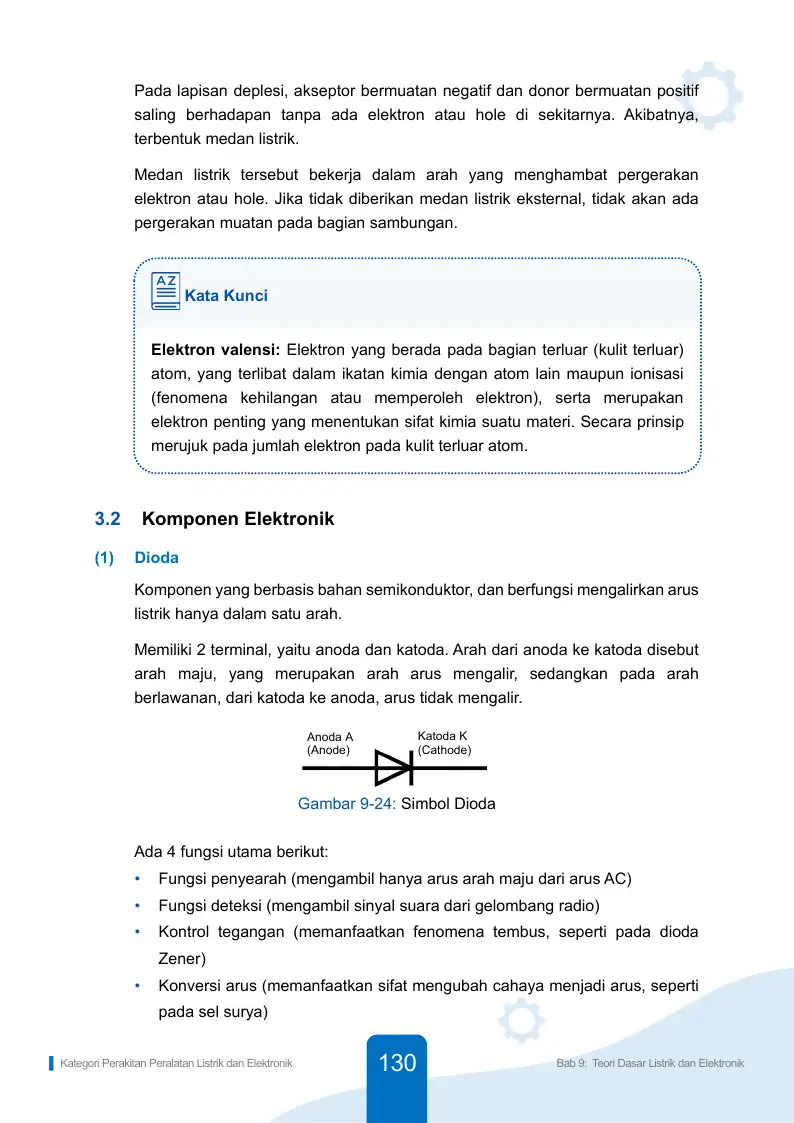 Pada lapisan deplesi, akseptor bermuatan negatif dan donor bermuatan positif
saling berhadapan tanpa ada elektron atau hole di sekitarnya. Akibatnya,
terbentuk medan listrik.
Medan listrik tersebut bekerja dalam arah yang menghambat pergerakan
elektron atau hole. Jika tidak diberikan medan listrik eksternal, tidak akan ada
pergerakan muatan pada bagian sambungan.
AZ
Kata Kunci
Elektron valensi: Elektron yang berada pada bagian terluar (kulit terluar)
atom, yang terlibat dalam ikatan kimia dengan atom lain maupun ionisasi
(fenomena kehilangan atau memperoleh elektron), serta merupakan
elektron penting yang menentukan sifat kimia suatu materi. Secara prinsip
merujuk pada jumlah elektron pada kulit terluar atom.
3.2 Komponen Elektronik
(1) Dioda
Komponen yang berbasis bahan semikonduktor, dan berfungsi mengalirkan arus
listrik hanya dalam satu arah.
Memiliki 2 terminal, yaitu anoda dan katoda. Arah dari anoda ke katoda disebut
arah maju, yang merupakan arah arus mengalir, sedangkan pada arah
berlawanan, dari katoda ke anoda, arus tidak mengalir.
Anoda A
(Anode)
Katoda K
(Cathode)
Gambar 9-24: Simbol Dioda
Ada 4 fungsi utama berikut:
• Fungsi penyearah (mengambil hanya arus arah maju dari arus AC)
• Fungsi deteksi (mengambil sinyal suara dari gelombang radio)
• Kontrol tegangan (memanfaatkan fenomena tembus, seperti pada dioda
Zener)
• Konversi arus (memanfaatkan sifat mengubah cahaya menjadi arus, seperti
pada sel surya)
Kategori Perakitan Peralatan Listrik dan Elektronik
130
Bab 9: Teori Dasar Listrik dan Elektronik